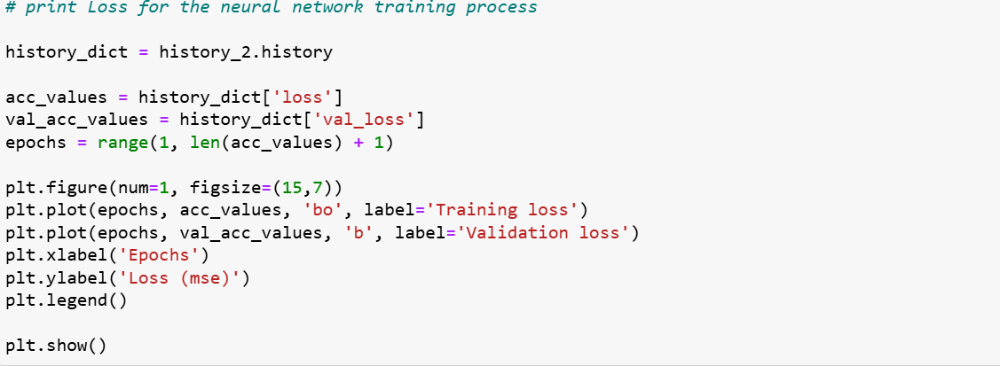 # print Loss for the neural network training process
history_dict = history_2.history
acc_values = history_dict['loss']
val_acc_values = history_dict['val_loss']
epochs = range(1, len(acc_values) + 1)
plt.figure(num=1, figsize=(15,7))
plt.plot(epochs, acc_values, 'bo', label='Training loss')
plt.plot(epochs, val_acc_values, 'b', label='Validation loss')
plt.xlabel('Epochs')
plt.ylabel('Loss (mse)')
plt.legend()
plt.show()